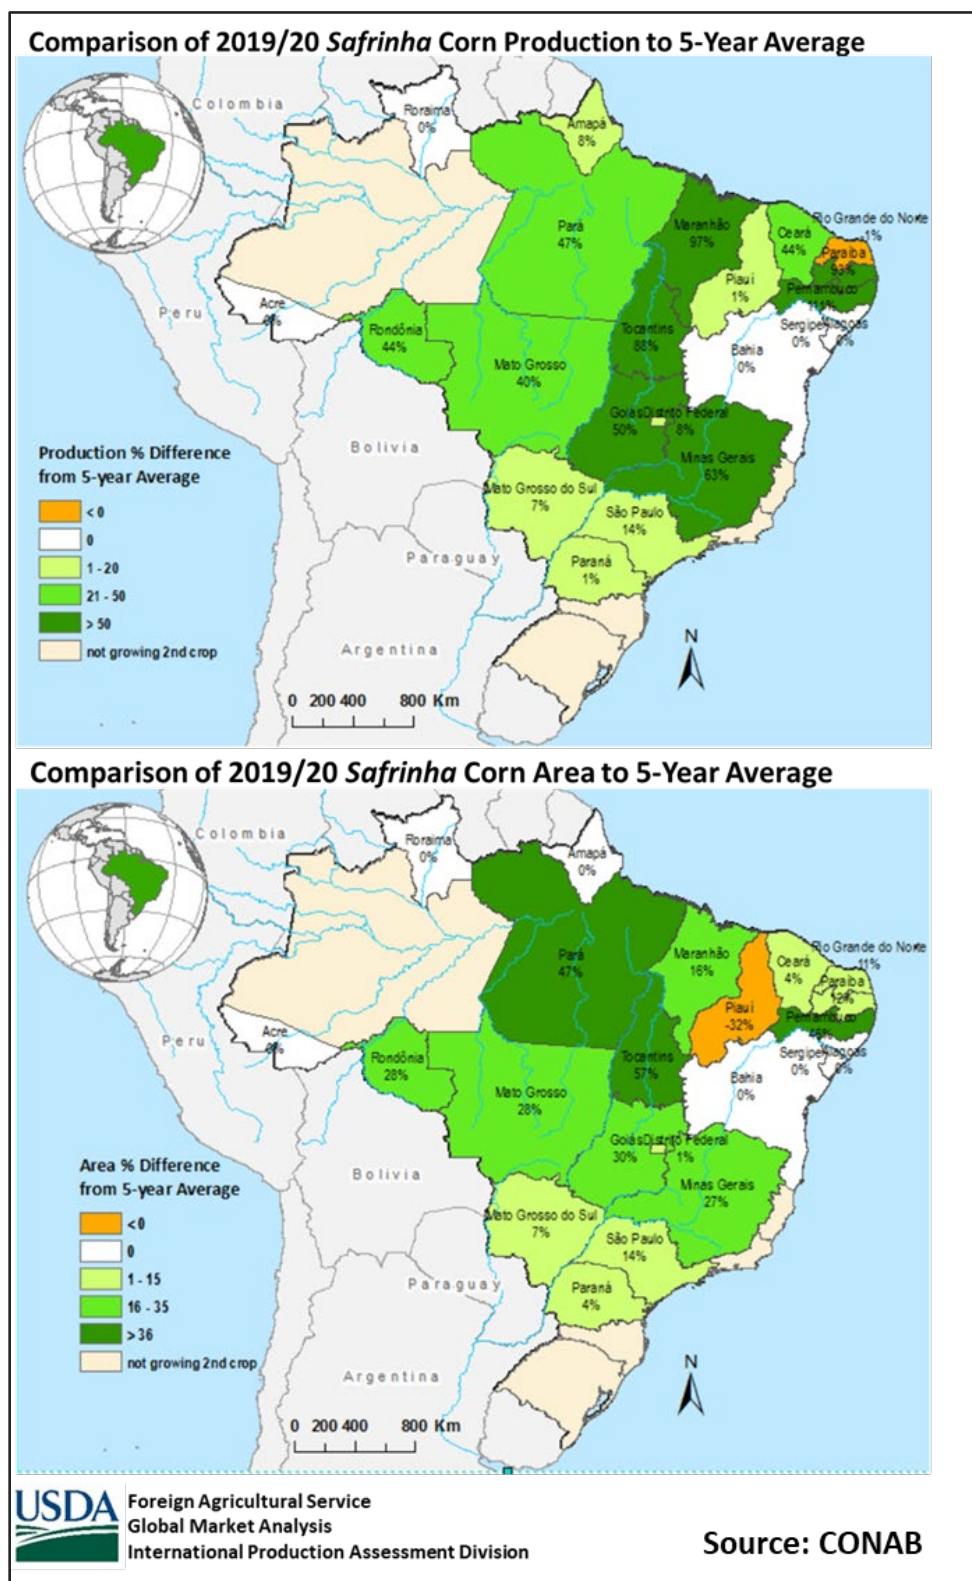 Comparison of 2019/20 Safrinha Corn Production to 5-Year Average
Colombia
Roraima
0%
Amapá
8%
Pará
47%
Maranhão
97%
Ceará
44%
Rio Grande do Norte
-1%
Paraíba
93%
Piauí
1%
Pernambuco
111%
Peru
Acre
Rondônia
44%
Tocantins
88%
Sergipe
0%
Alagoas
0%
Bahia
0%
Mato Grosso
40%
Goiás
50%
Distrito Federal
8%
Minas Gerais
63%
Bolivia
Production % Difference
from 5-year Average
< 0
0
1 - 20
21 - 50
> 50
not growing 2nd crop
Mato Grosso do Sul
7%
São Paulo
14%
Paraguay
Paraná
1%
Argentina
N
0 200 400 800 Km
Comparison of 2019/20 Safrinha Corn Area to 5-Year Average
Colombia
Roraima
0%
Amapá
0%
Pará
47%
Maranhão
16%
Ceará
4%
Rio Grande do Norte
11%
Paraíba
12%
Piauí
-32%
Pernambuco
Peru
Acre
Rondônia
28%
Tocantins
57%
Sergipe
0%
Alagoas
0%
Bahia
0%
Mato Grosso
28%
Goiás
30%
Distrito Federal
1%
Minas Gerais
27%
Bolivia
Area % Difference
from 5-year Average
<0
0
1 - 15
16 - 35
> 36
not growing 2nd crop
Mato Grosso do Sul
7%
São Paulo
14%
Paraguay
Paraná
4%
Argentina
N
0 200 400 800 Km
USDA
Foreign Agricultural Service
Global Market Analysis
International Production Assessment Division
Source: CONAB